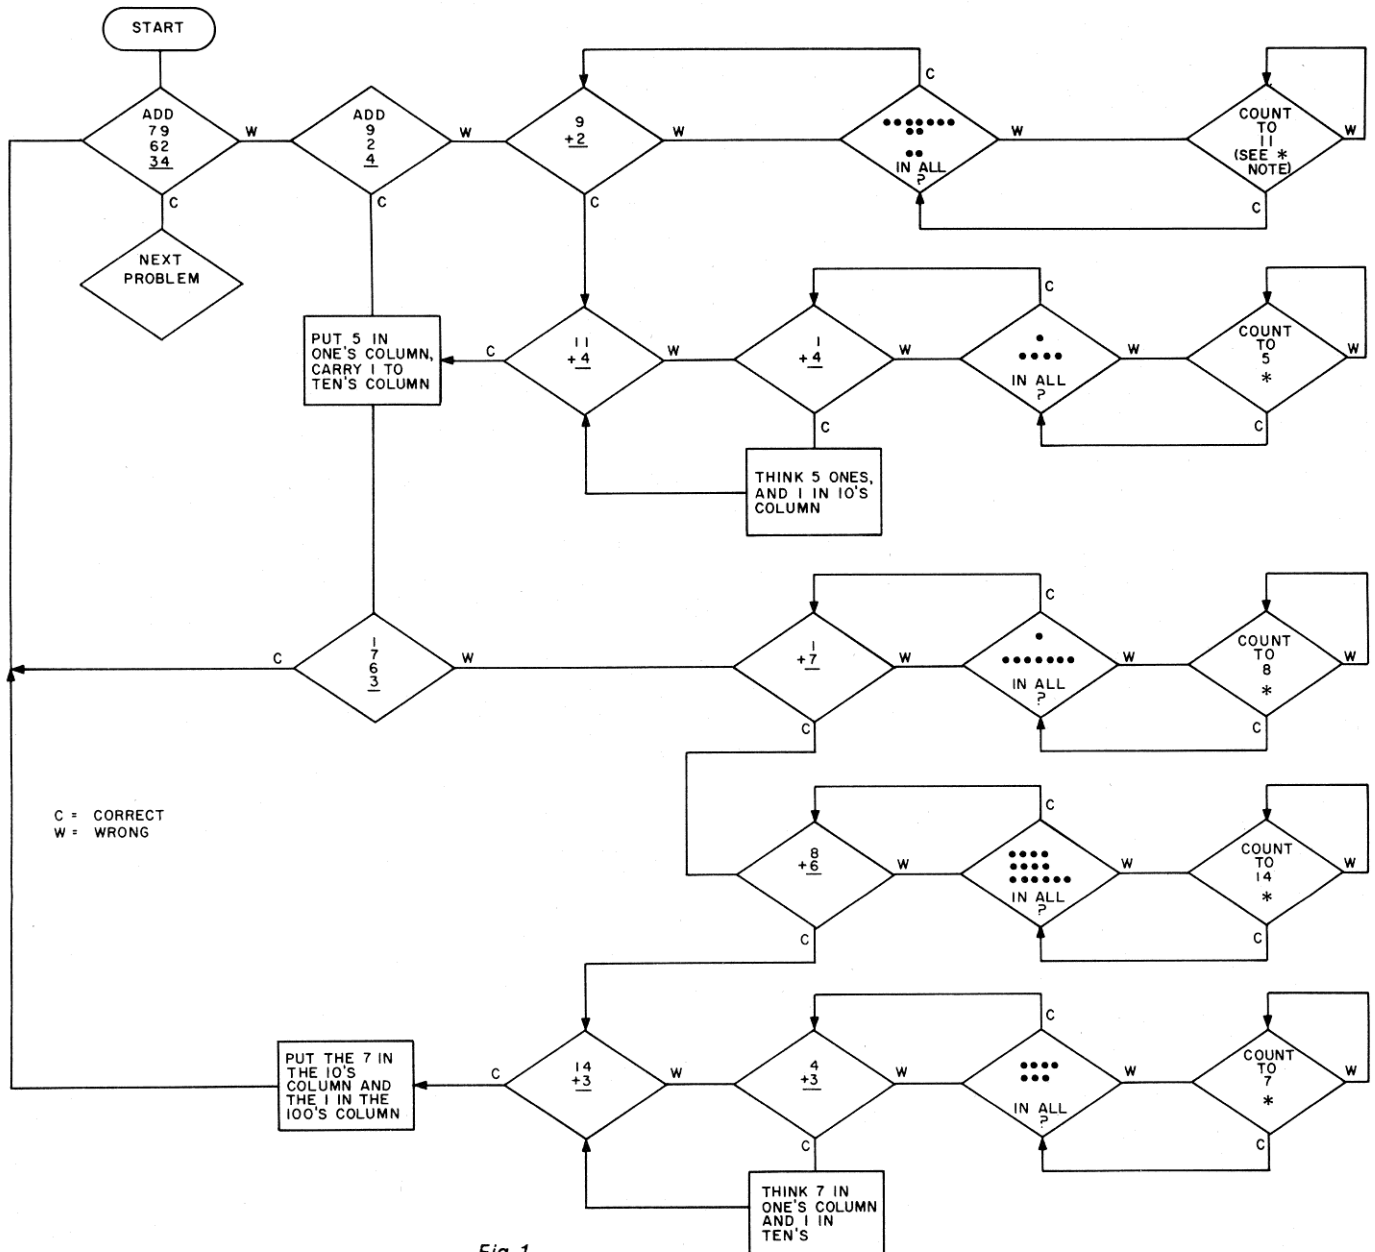 START
ADD
79
62
34
W
C
NEXT
PROBLEM
ADD
9
2
4
W
C
9
+2
W
C
C
IN ALL
?
W
COUNT
TO
11
(SEE *
NOTE)
W
C
PUT 5 IN
ONE'S COLUMN,
CARRY 1 TO
TEN'S COLUMN
C
11
+4
W
1
+4
W
C
THINK 5 ONES,
AND 1 IN 10'S
COLUMN
C
IN ALL
?
W
COUNT
TO
5
*
W
C
C
1
7
6
3
W
1
+7
W
C
C
IN ALL
?
W
COUNT
TO
8
*
W
C
C = CORRECT
W = WRONG
8
+6
W
C
C
IN ALL
?
W
COUNT
TO
14
*
W
C
PUT THE 7 IN
THE 10'S
COLUMN AND
THE 1 IN THE
100'S COLUMN
C
14
+3
W
4
+3
W
C
THINK 7 IN
ONE'S COLUMN
AND 1 IN
TEN'S
C
IN ALL
?
W
COUNT
TO
7
*
W
C
Fig. 1